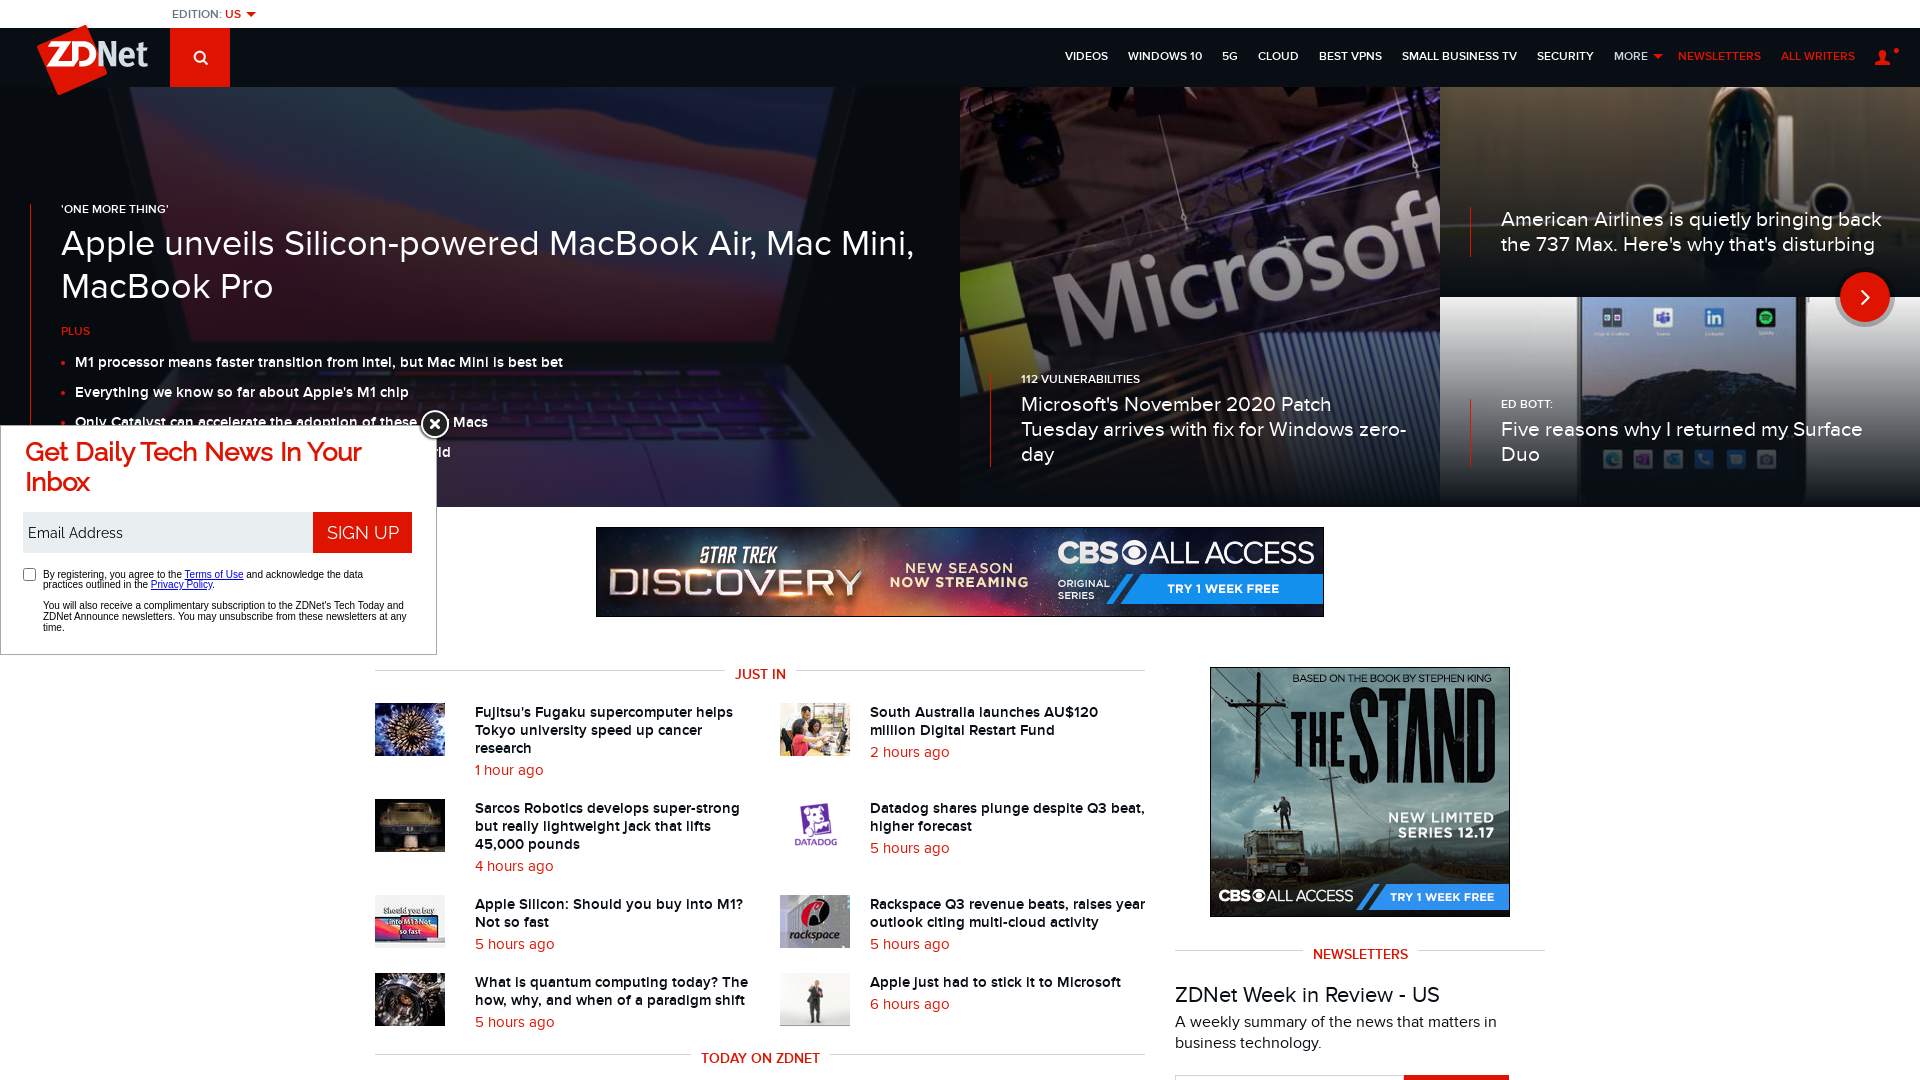 EDITION: US
ZDNet
VIDEOS WINDOWS 10 5G CLOUD BEST VPNS SMALL BUSINESS TV SECURITY MORE NEWSLETTERS ALL WRITERS
'ONE MORE THING'
Apple unveils Silicon-powered MacBook Air, Mac Mini,
MacBook Pro
PLUS
M1 processor means faster transition from Intel, but Mac Mini is best bet
Everything we know so far about Apple's M1 chip
Only Catalyst can accelerate the adoption of these Macs
Microsoft
112 VULNERABILITIES
Microsoft's November 2020 Patch
Tuesday arrives with fix for Windows zero-
day
American Airlines is quietly bringing back
the 737 Max. Here's why that's disturbing
ED BOTT:
Five reasons why I returned my Surface
Duo
Get Daily Tech News In Your
Inbox
Email Address
SIGN UP
By registering, you agree to the Terms of Use and acknowledge the data
practices outlined in the Privacy Policy.
You will also receive a complimentary subscription to the ZDNet's Tech Today and
ZDNet Announce newsletters. You may unsubscribe from these newsletters at any
time.
STAR TREK
DISCOVERY
NEW SEASON
NOW STREAMING
CBS ALL ACCESS
ORIGINAL
SERIES
TRY 1 WEEK FREE
JUST IN
Fujitsu's Fugaku supercomputer helps
Tokyo university speed up cancer
research
1 hour ago
South Australia launches AU$120
million Digital Restart Fund
2 hours ago
Sarcos Robotics develops super-strong
but really lightweight jack that lifts
45,000 pounds
4 hours ago
DATADOG
Datadog shares plunge despite Q3 beat,
higher forecast
5 hours ago
Should you buy
into M1? Not
so fast
Apple Silicon: Should you buy into M1?
Not so fast
5 hours ago
rackspace
Rackspace Q3 revenue beats, raises year
outlook citing multi-cloud activity
5 hours ago
What is quantum computing today? The
how, why, and when of a paradigm shift
5 hours ago
Apple just had to stick it to Microsoft
6 hours ago
TODAY ON ZDNET
BASED ON THE BOOK BY STEPHEN KING
THE STAND
NEW LIMITED
SERIES 12.17
CBS ALL ACCESS
TRY 1 WEEK FREE
NEWSLETTERS
ZDNet Week in Review - US
A weekly summary of the news that matters in
business technology.